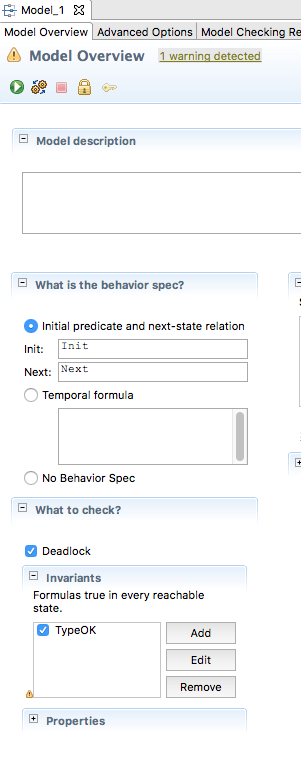 Model_1
Model Overview Advanced Options Model Checking Re
Model Overview 1 warning detected
Model description
What is the behavior spec?
Initial predicate and next-state relation
Init: Init
Next: Next
Temporal formula
No Behavior Spec
What to check?
Deadlock
Invariants
Formulas true in every reachable
state.
TypeOK
Add
Edit
Remove
Properties